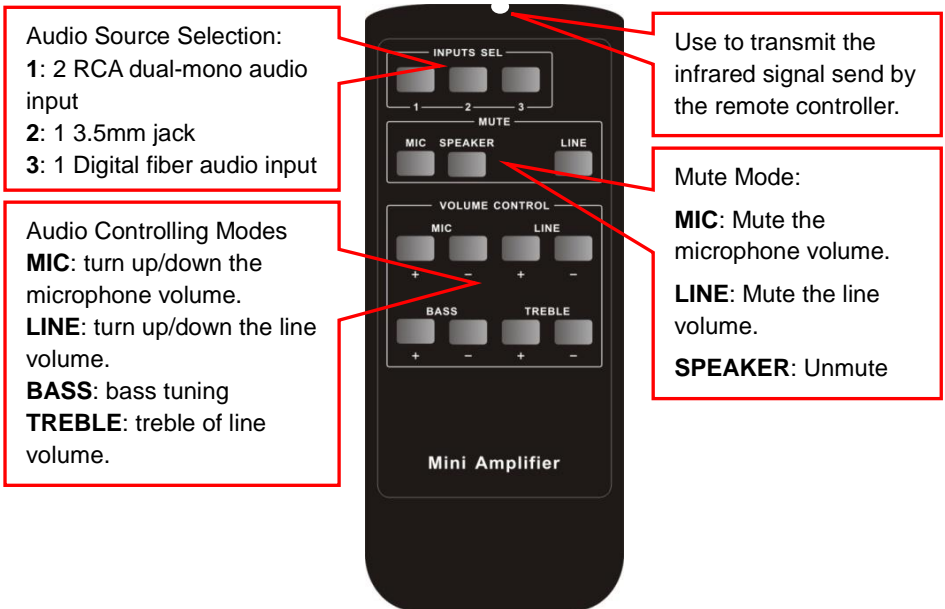 Audio Source Selection:
1: 2 RCA dual-mono audio
input
2: 1 3.5mm jack
3: 1 Digital fiber audio input
Audio Controlling Modes
MIC: turn up/down the
microphone volume.
LINE: turn up/down the line
volume.
BASS: bass tuning
TREBLE: treble of line
volume.
INPUTS SEL
1 2 3
MUTE
MIC SPEAKER LINE
VOLUME CONTROL
MIC LINE
+ − + −
BASS TREBLE
+ − + −
Mini Amplifier
Use to transmit the
infrared signal send by
the remote controller.
Mute Mode:
MIC: Mute the
microphone volume.
LINE: Mute the line
volume.
SPEAKER: Unmute